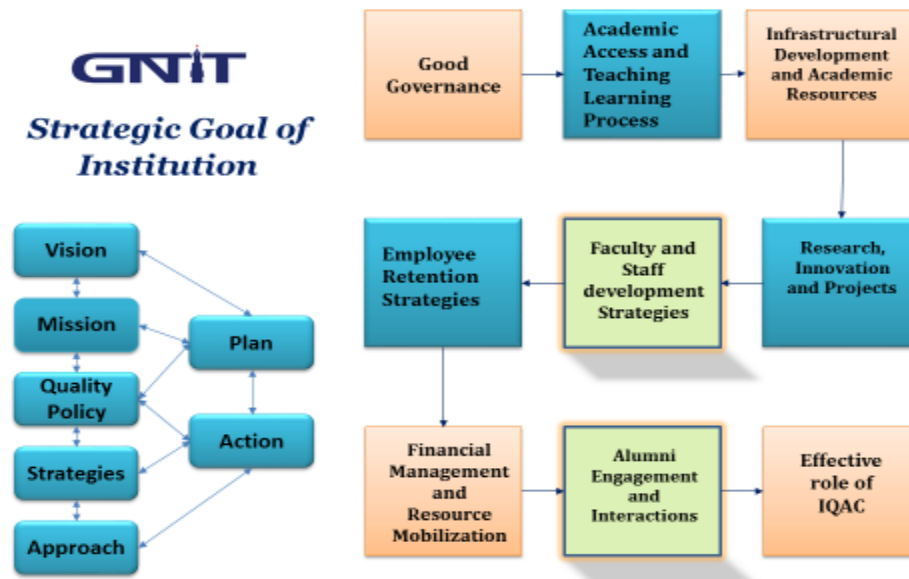 GNIT
Strategic Goal of
Institution
Vision
Mission
Quality
Policy
Strategies
Approach
Plan
Action
Good
Governance
Academic
Access and
Teaching
Learning
Process
Infrastructural
Development
and Academic
Resources
Employee
Retention
Strategies
Faculty and
Staff
development
Strategies
Research,
Innovation
and Projects
Financial
Management
and
Resource
Mobilization
Alumni
Engagement
and
Interactions
Effective
role of
IQAC